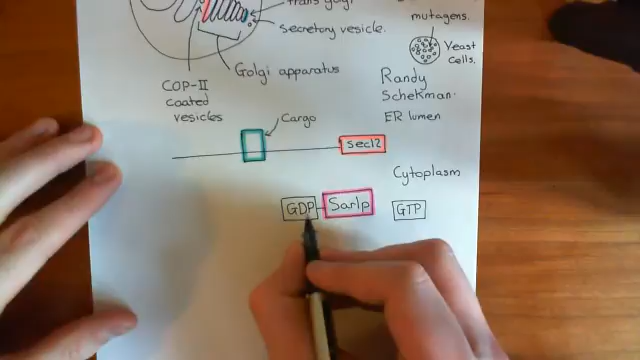 trans golgi
secretory vesicle.
Golgi apparatus
COP-II
coated
vesicles
mutagens.
Yeast
Cells.
Randy
Schekman.
ER lumen
Cargo
sec12
Cytoplasm
GDP
Sar1p
GTP